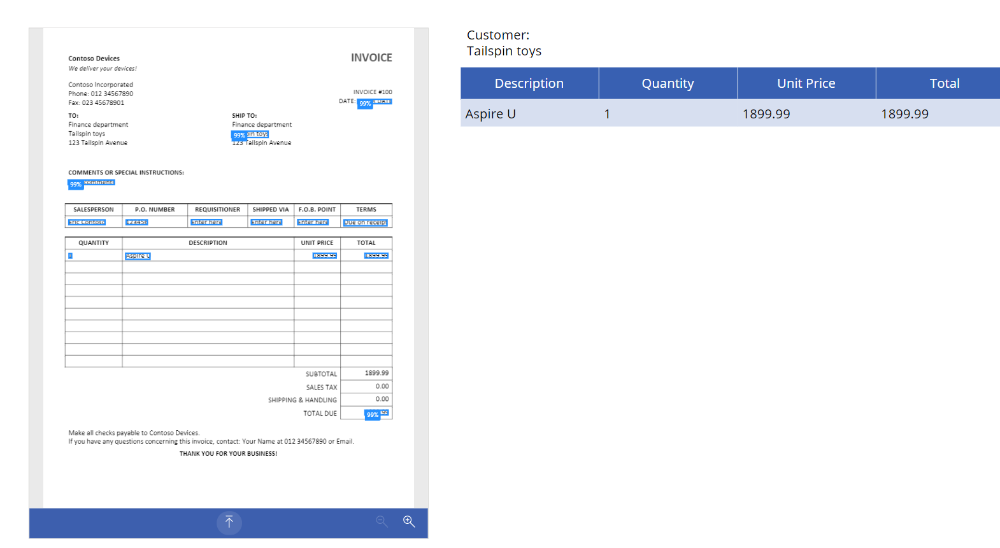 Contoso Devices
INVOICE
We deliver your devices!
Contoso Incorporated
Phone: 012 34567890
Fax: 023 45678901
INVOICE #100
DATE: 99% DATE
TO:
Finance department
Tailspin toys
123 Tailspin Avenue
SHIP TO:
Finance department
99% pin toys
123 Tailspin Avenue
COMMENTS OR SPECIAL INSTRUCTIONS:
99% comments
SALESPERSON P.O. NUMBER REQUISITIONER SHIPPED VIA F.O.B. POINT TERMS
Eric Contoso 123456 Enter here Enter here Enter here Due on receipt
QUANTITY DESCRIPTION UNIT PRICE TOTAL
1 Aspire U 1899.99 1899.99
SUBTOTAL 1899.99
SALES TAX 0.00
SHIPPING & HANDLING 0.00
TOTAL DUE 99% 99
Make all checks payable to Contoso Devices.
If you have any questions concerning this invoice, contact: Your Name at 012 34567890 or Email.
THANK YOU FOR YOUR BUSINESS!
Customer:
Tailspin toys
Description Quantity Unit Price Total
Aspire U 1 1899.99 1899.99